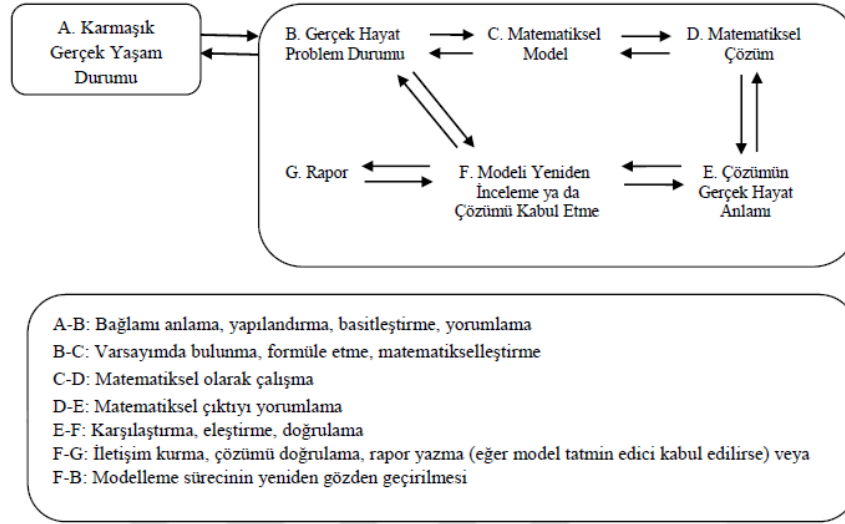 A. Karmaşık
Gerçek Yaşam
Durumu
B. Gerçek Hayat
Problem Durumu
C. Matematiksel
Model
D. Matematiksel
Çözüm
G. Rapor
F. Modeli Yeniden
İnceleme ya da
Çözümü Kabul Etme
E. Çözümün
Gerçek Hayat
Anlamı
A-B: Bağlamı anlama, yapılandırma, basitleştirme, yorumlama
B-C: Varsayımda bulunma, formüle etme, matematikselleştirme
C-D: Matematiksel olarak çalışma
D-E: Matematiksel çıktıyı yorumlama
E-F: Karşılaştırma, eleştirme, doğrulama
F-G: İletişim kurma, çözümü doğrulama, rapor yazma (eğer model tatmin edici kabul edilirse) veya
F-B: Modelleme sürecinin yeniden gözden geçirilmesi